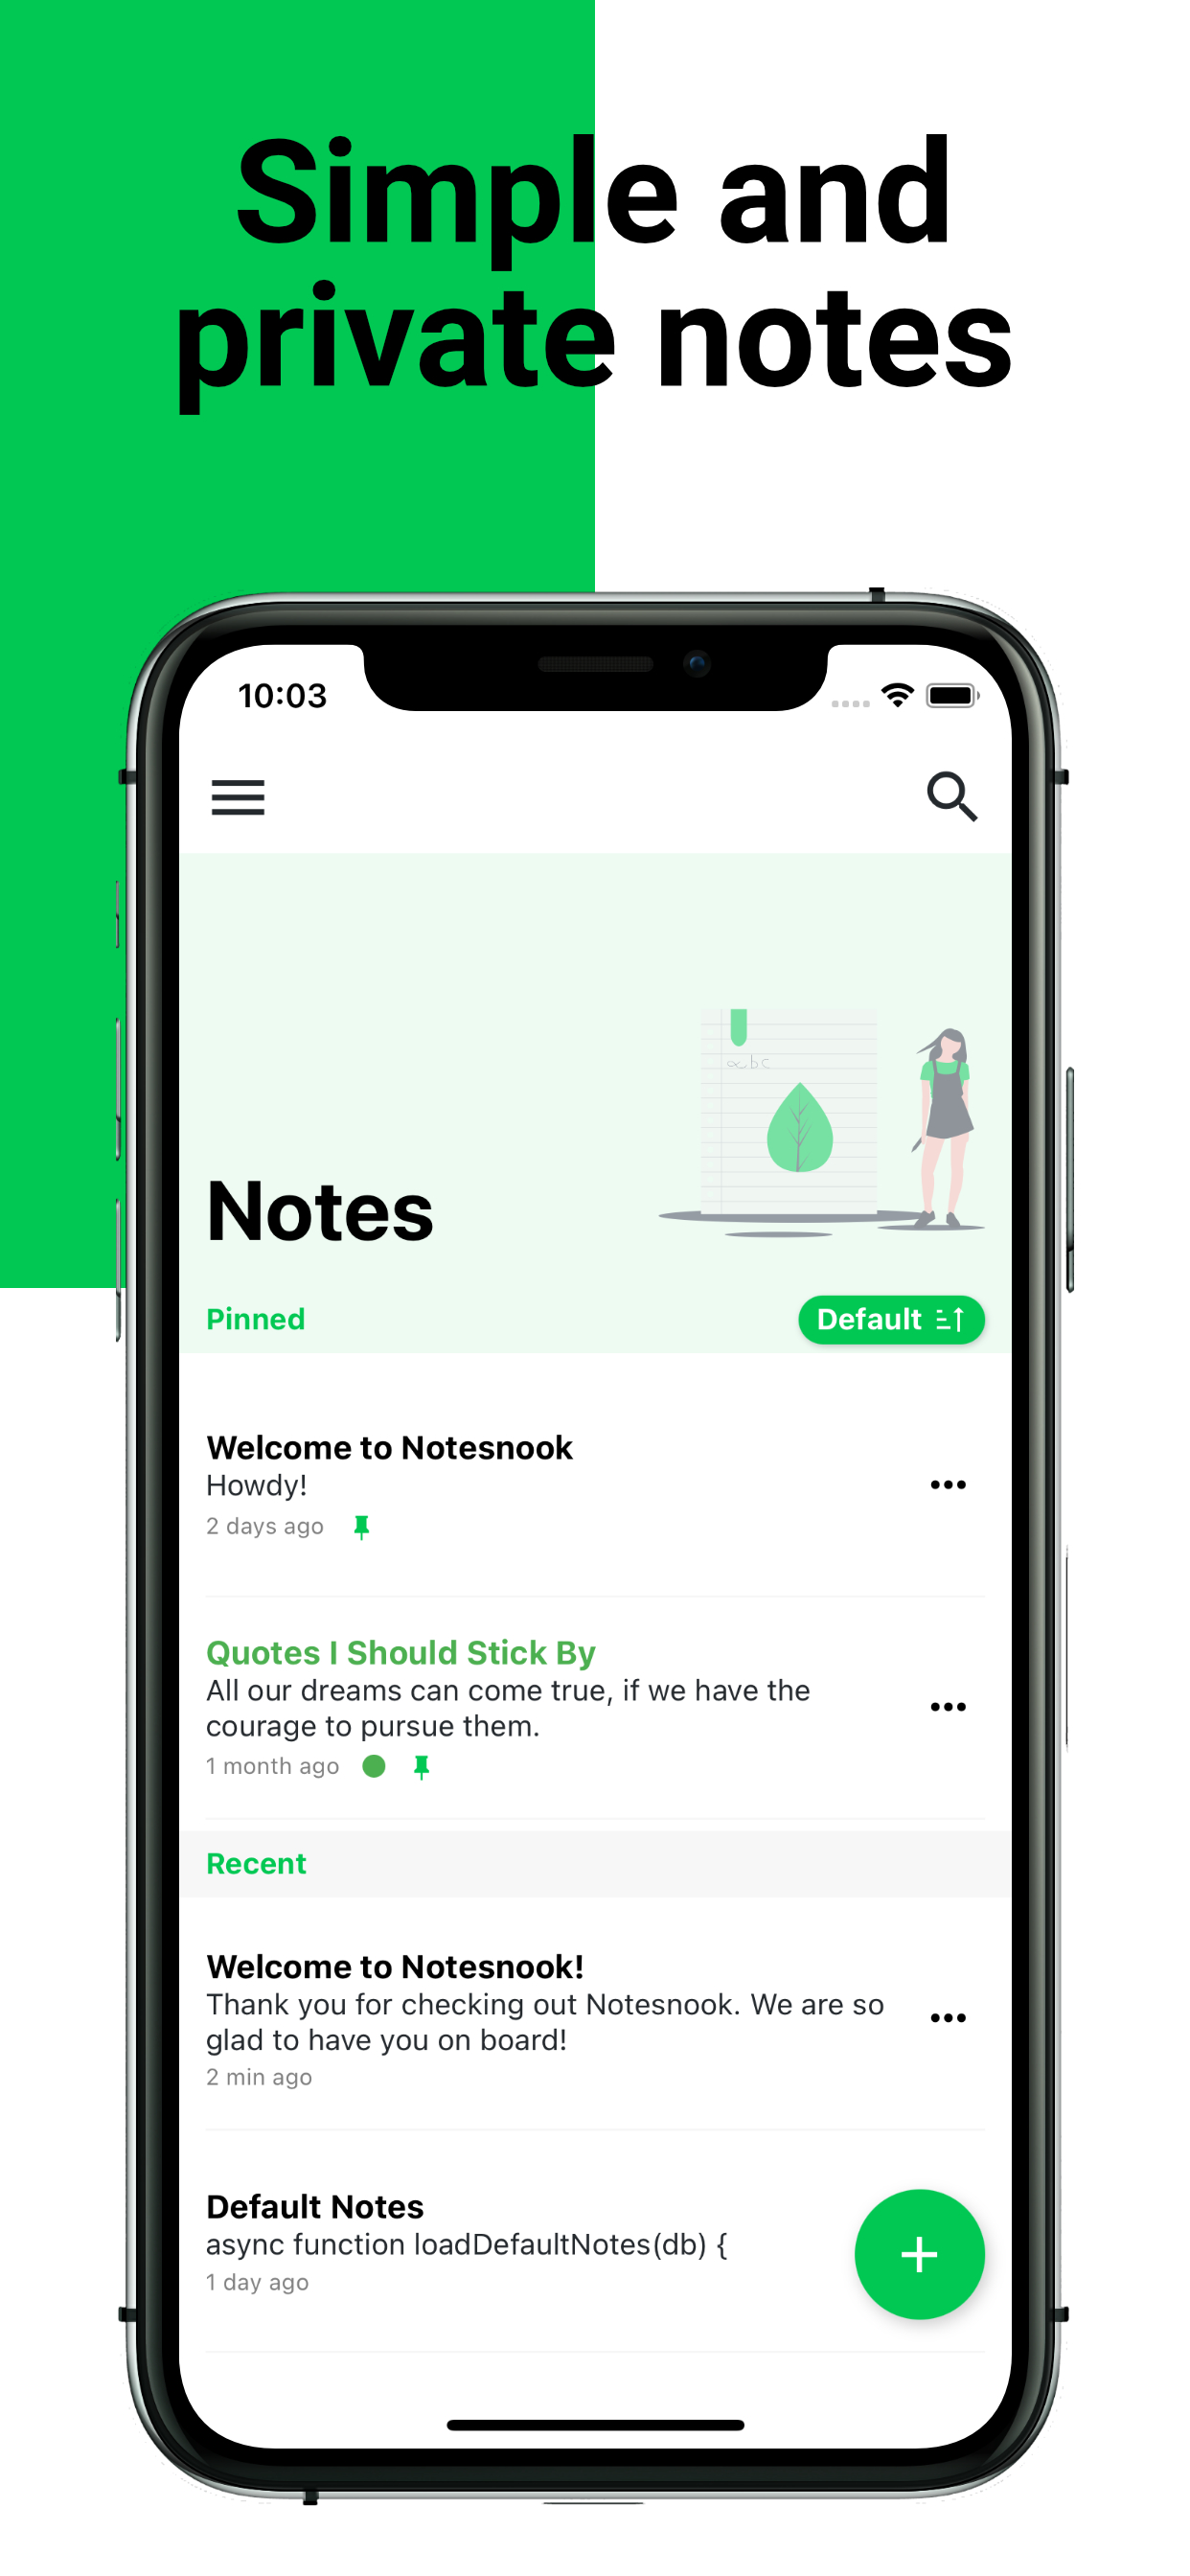 Simple and
private notes
10:03
abc
Notes
Pinned
Default
Welcome to Notesnook
Howdy!
2 days ago
Quotes I Should Stick By
All our dreams can come true, if we have the
courage to pursue them.
1 month ago
Recent
Welcome to Notesnook!
Thank you for checking out Notesnook. We are so
glad to have you on board!
2 min ago
Default Notes
async function loadDefaultNotes(db) {
1 day ago